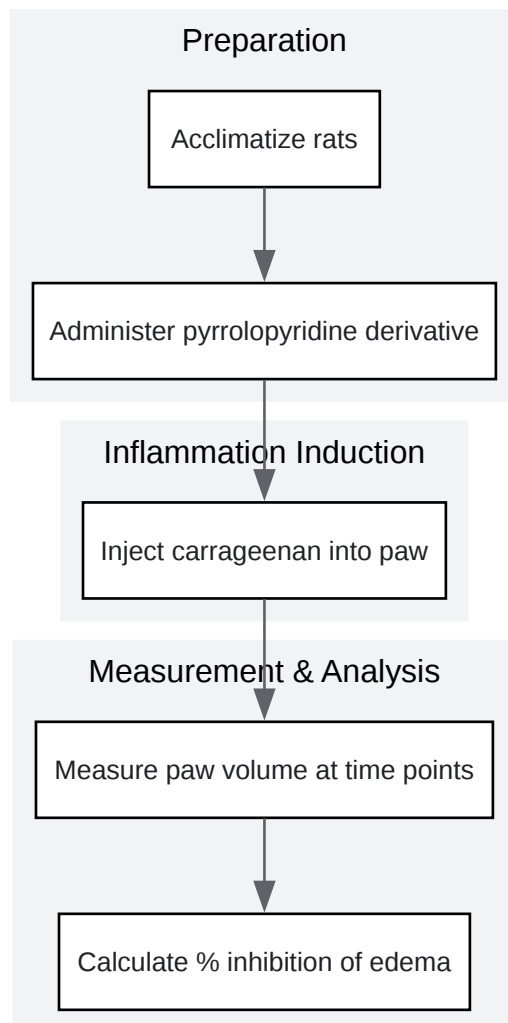 Preparation
Acclimatize rats
Administer pyrrolopyridine derivative
Inflammation Induction
Inject carrageenan into paw
Measurement & Analysis
Measure paw volume at time points
Calculate % inhibition of edema